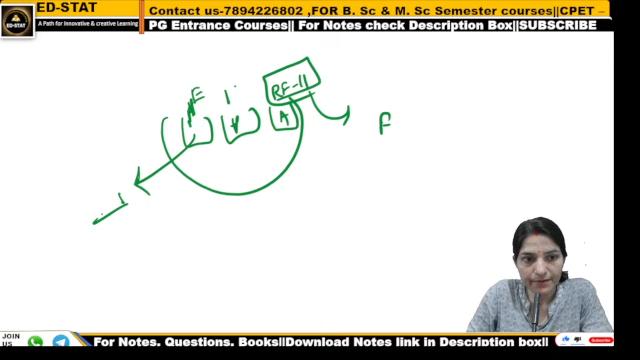 ED-STAT
A Path for Innovative & creative Learning
Contact us-7894226802 ,FOR B. Sc & M. Sc Semester courses||CPET –
PG Entrance Courses|| For Notes check Description Box||SUBSCRIBE
E
RF-11
A
F
JOIN US
For Notes. Questions. Books||Download Notes link in Description box||